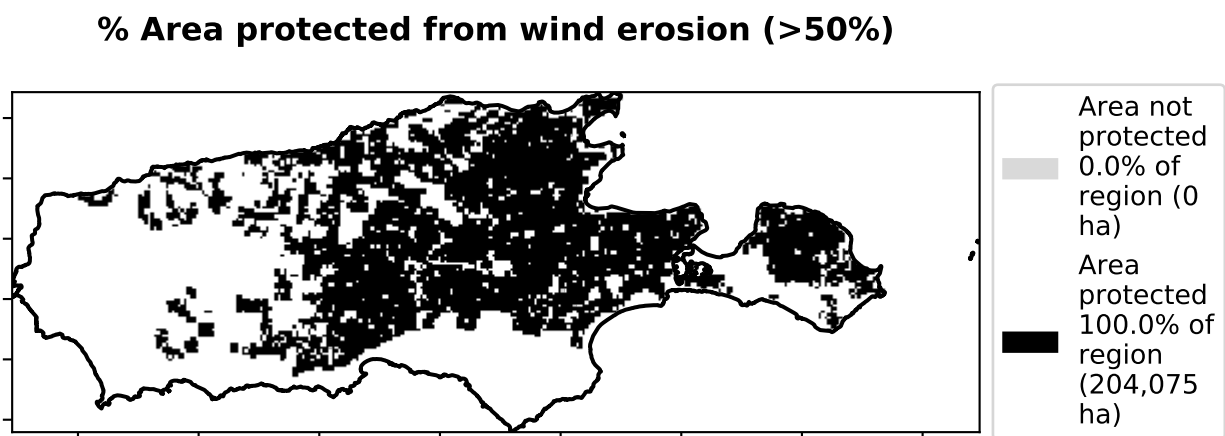 % Area protected from wind erosion (>50%)
Area not
protected
0.0% of
region (0
ha)
Area
protected
100.0% of
region
(204,075
ha)